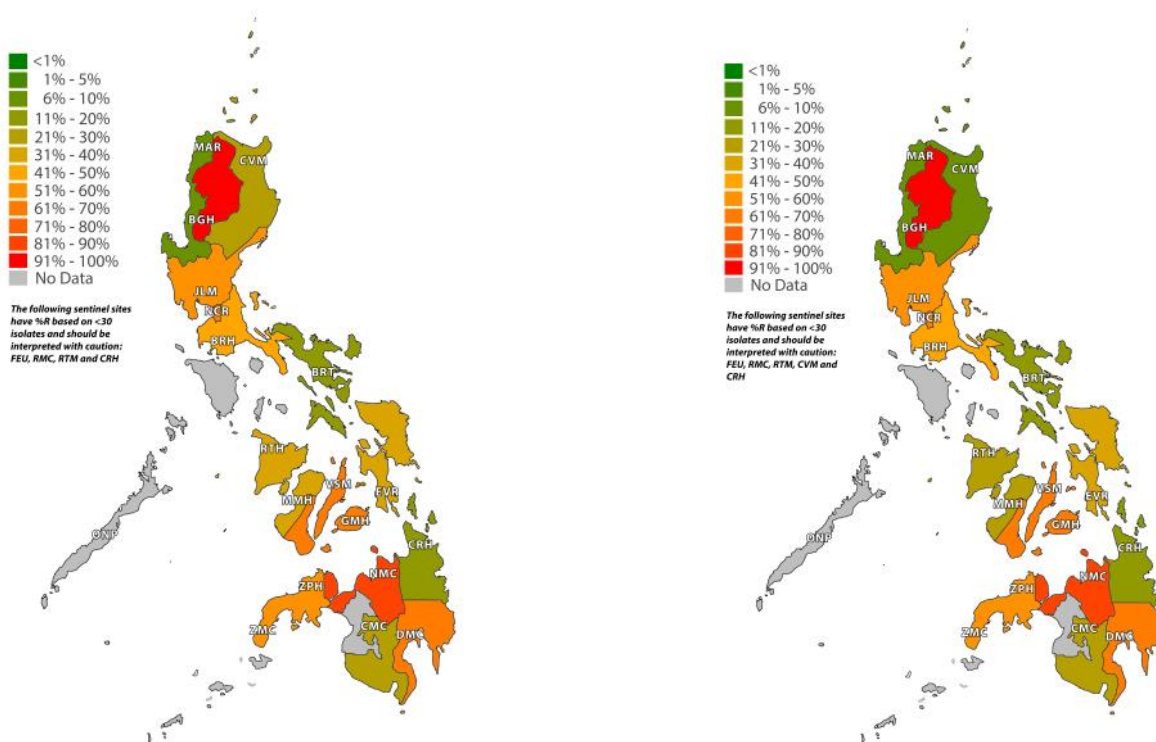 <1%
1% - 5%
6% - 10%
11% - 20%
21% - 30%
31% - 40%
41% - 50%
51% - 60%
61% - 70%
71% - 80%
81% - 90%
91% - 100%
No Data
The following sentinel sites
have %R based on <30
isolates and should be
interpreted with caution:
FEU, RMC, RTM and CRH
MAR
CVM
BGH
JLM
NCR
BRH
BRT
RTH
VSM
EVR
MMH
GMH
ONP
CRH
NMC
ZPH
CMC
DMC
ZMC
<1%
1% - 5%
6% - 10%
11% - 20%
21% - 30%
31% - 40%
41% - 50%
51% - 60%
61% - 70%
71% - 80%
81% - 90%
91% - 100%
No Data
The following sentinel sites
have %R based on <30
isolates and should be
interpreted with caution:
FEU, RMC, RTM, CVM and
CRH
MAR
CVM
BGH
JLM
NCR
BRH
BRT
RTH
VSM
EVR
MMH
GMH
ONP
CRH
NMC
ZPH
CMC
DMC
ZMC